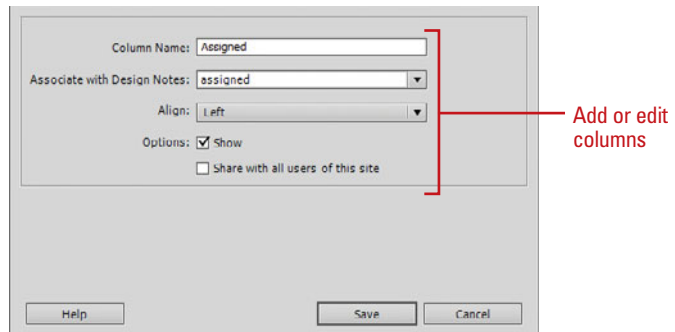 Column Name: Assigned
Associate with Design Notes: assigned
Align: Left
Options: Show
Share with all users of this site
Add or edit
columns
Help Save Cancel